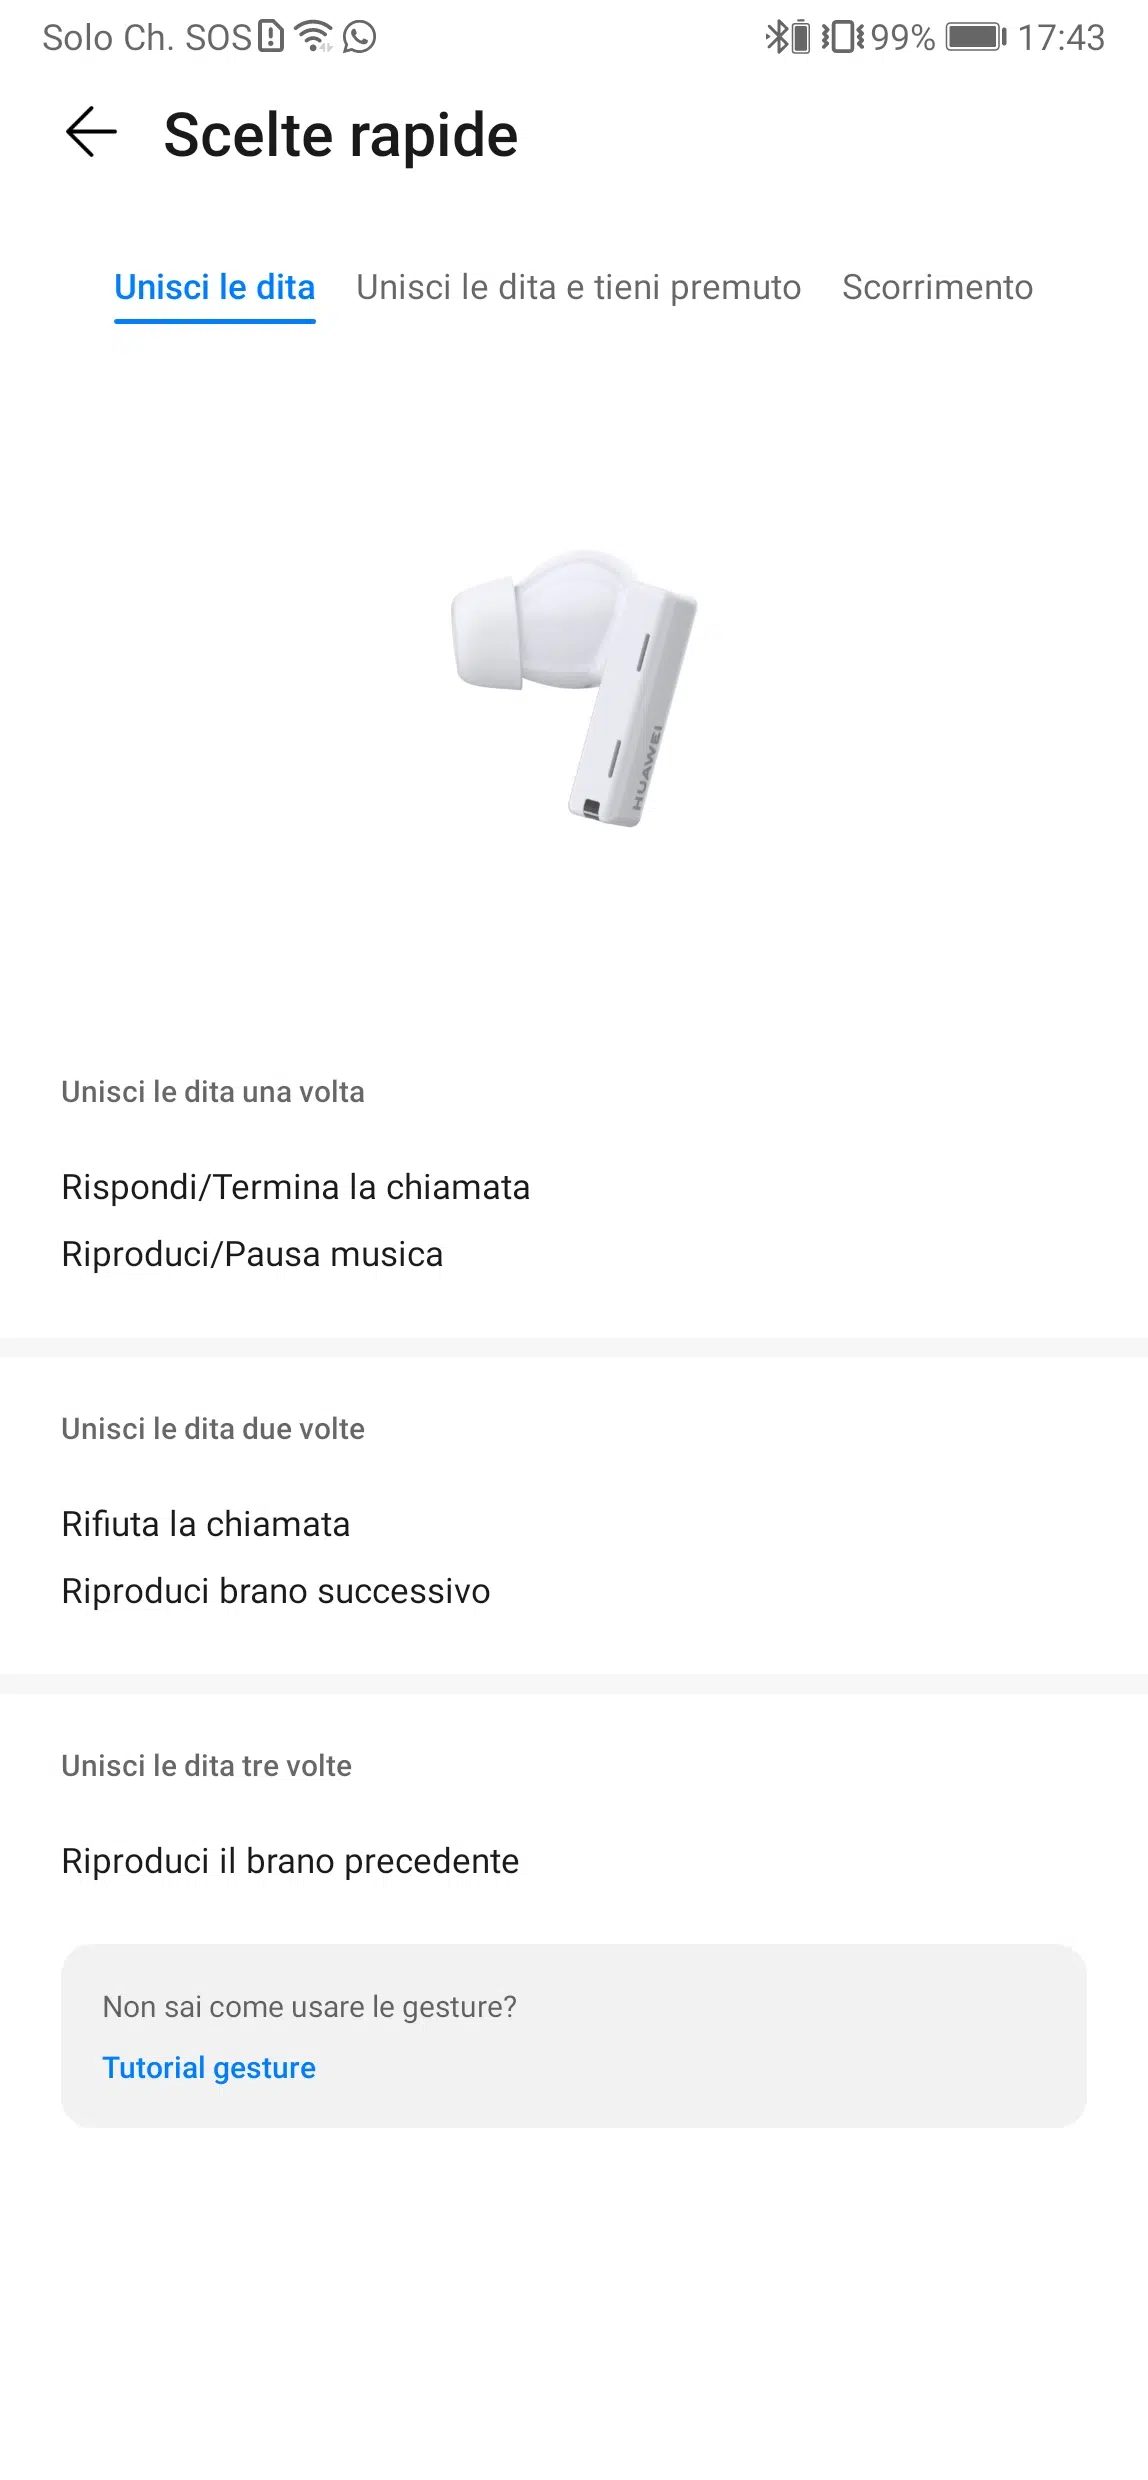 Solo Ch. SOS 99% 17:43
Scelte rapide
Unisci le dita Unisci le dita e tieni premuto Scorrimento
HUAWEI
Unisci le dita una volta
Rispondi/Termina la chiamata
Riproduci/Pausa musica
Unisci le dita due volte
Rifiuta la chiamata
Riproduci brano successivo
Unisci le dita tre volte
Riproduci il brano precedente
Non sai come usare le gesture?
Tutorial gesture